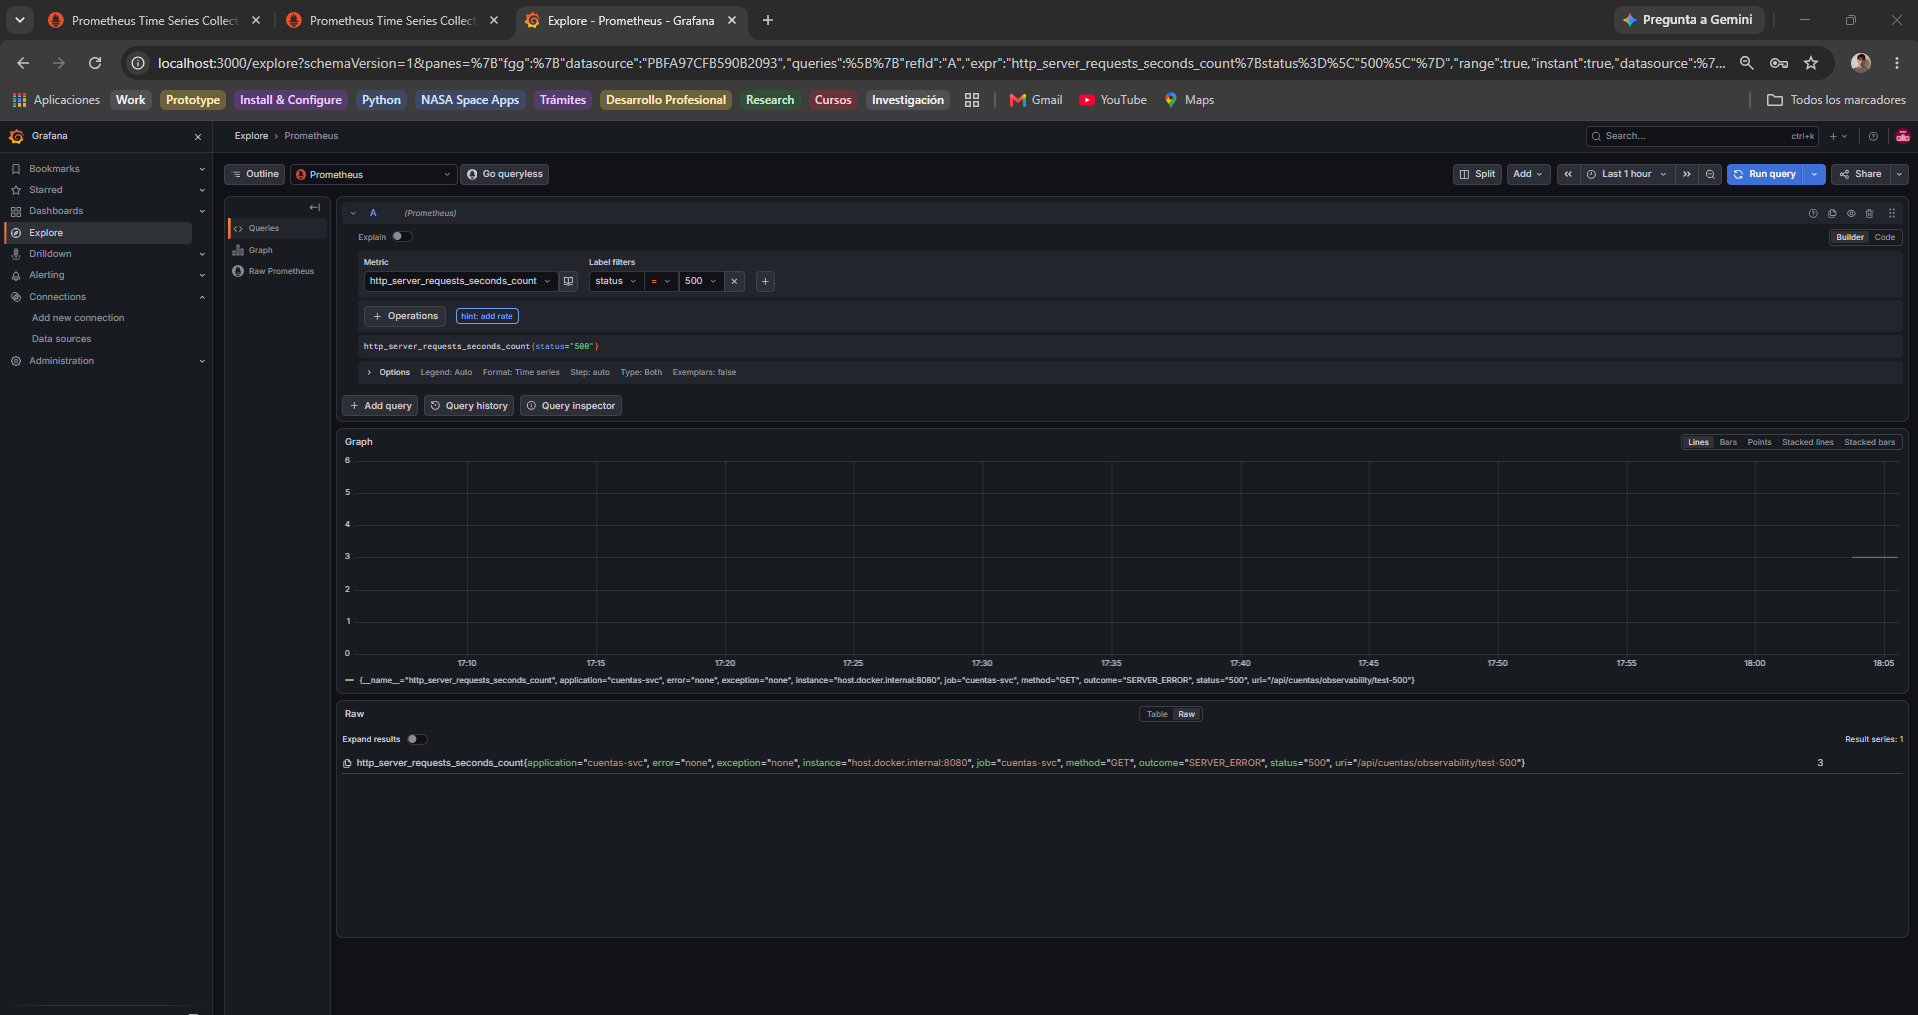 Prometheus Time Series Collect
Prometheus Time Series Collect
Explore - Prometheus - Grafana
Pregunta a Gemini
localhost:3000/explore?schemaVersion=1&panes=%7B"fgg":%7B"datasource":"PBFA97CFB590B2093","queries":%5B%7B"refId":"A","expr":"http_server_requests_seconds_count%7Bstatus%3D%5C"500%5C"%7D","range":true,"instant":true,"datasource":%7...
Aplicaciones Work Prototype Install & Configure Python NASA Space Apps Trámites Desarrollo Profesional Research Cursos Investigación Gmail YouTube Maps Todos los marcadores
Grafana
Explore › Prometheus
Search... ctrl+k
Bookmarks
Starred
Dashboards
Explore
Drilldown
Alerting
Connections
Add new connection
Data sources
Administration
Outline Prometheus Go queryless
Split Add Last 1 hour Run query Share
Queries
Graph
Raw Prometheus
A (Prometheus)
Explain
Builder Code
Metric Label filters
http_server_requests_seconds_count status = 500
Operations hint: add rate
http_server_requests_seconds_count{status="500"}
Options Legend: Auto Format: Time series Step: auto Type: Both Exemplars: false
Add query Query history Query inspector
Graph
Lines Bars Points Stacked lines Stacked bars
6
5
4
3
2
1
0
17:10 17:15 17:20 17:25 17:30 17:35 17:40 17:45 17:50 17:55 18:00 18:05
{__name__="http_server_requests_seconds_count", application="cuentas-svc", error="none", exception="none", instance="host.docker.internal:8080", job="cuentas-svc", method="GET", outcome="SERVER_ERROR", status="500", uri="/api/cuentas/observability/test-500"}
Raw
Table Raw
Expand results
Result series: 1
http_server_requests_seconds_count{application="cuentas-svc", error="none", exception="none", instance="host.docker.internal:8080", job="cuentas-svc", method="GET", outcome="SERVER_ERROR", status="500", uri="/api/cuentas/observability/test-500"} 3